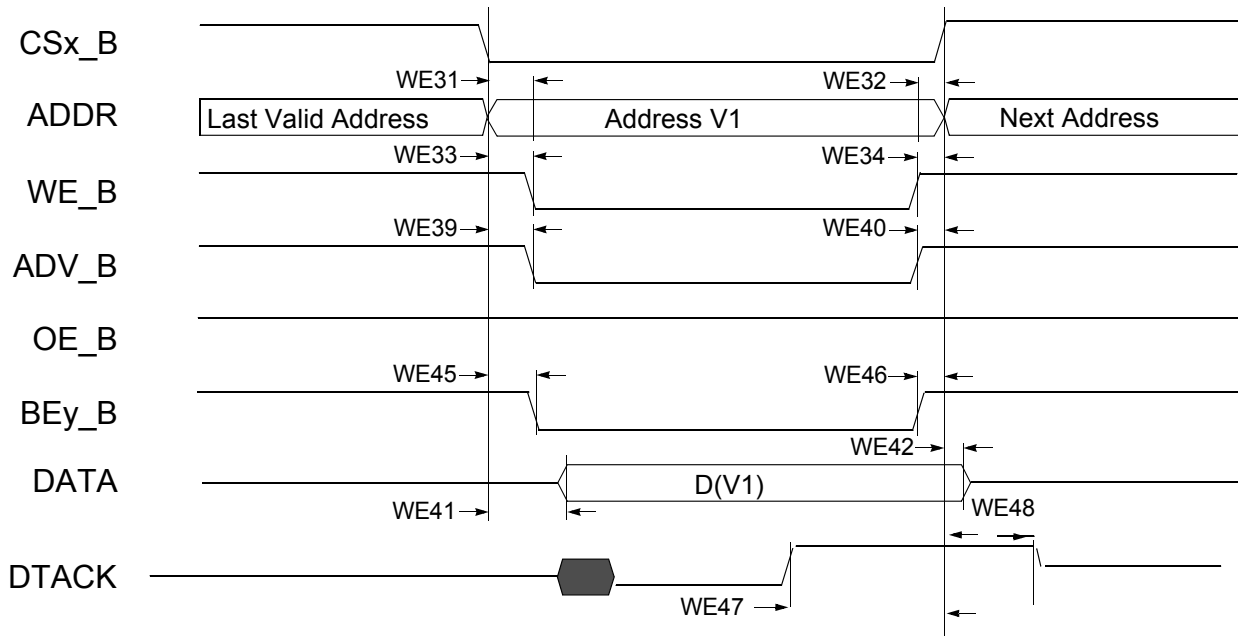 CSx_B
WE31
WE32
ADDR
Last Valid Address
Address V1
Next Address
WE33
WE34
WE_B
WE39
WE40
ADV_B
OE_B
WE45
WE46
BEy_B
WE42
DATA
D(V1)
WE41
WE48
DTACK
WE47